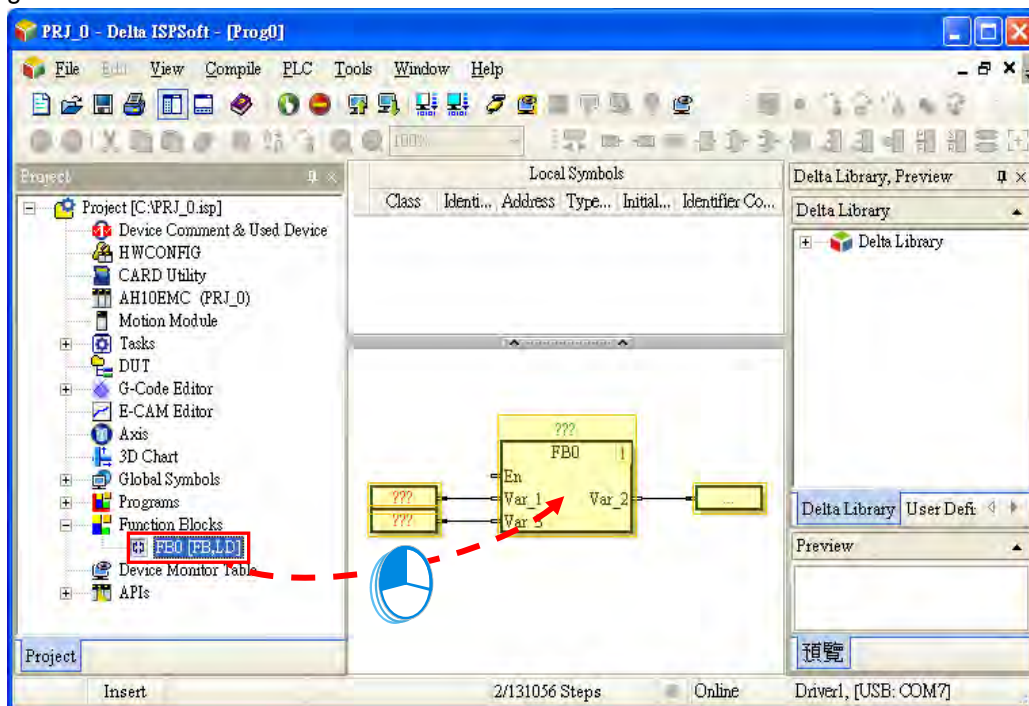 PRJ_0 - Delta ISPSoft - [Prog0]
File Edit View Compile PLC Tools Window Help
100%
Project
Project [C:\PRJ_0.isp]
Device Comment & Used Device
HWCONFIG
CARD Utility
AH10EMC (PRJ_0)
Motion Module
Tasks
DUT
G-Code Editor
E-CAM Editor
Axis
3D Chart
Global Symbols
Programs
Function Blocks
FB0 [FB,LD]
Device Monitor Table
APIs
Project
Local Symbols
Class Identi... Address Type... Initial... Identifier Co...
???
FB0 !
En
??? Var_1 Var_2 ...
??? Var_3
Delta Library, Preview
Delta Library
Delta Library
Delta Library User Defi
Preview
預覽
Insert 2/131056 Steps Online Driver1, [USB: COM7]